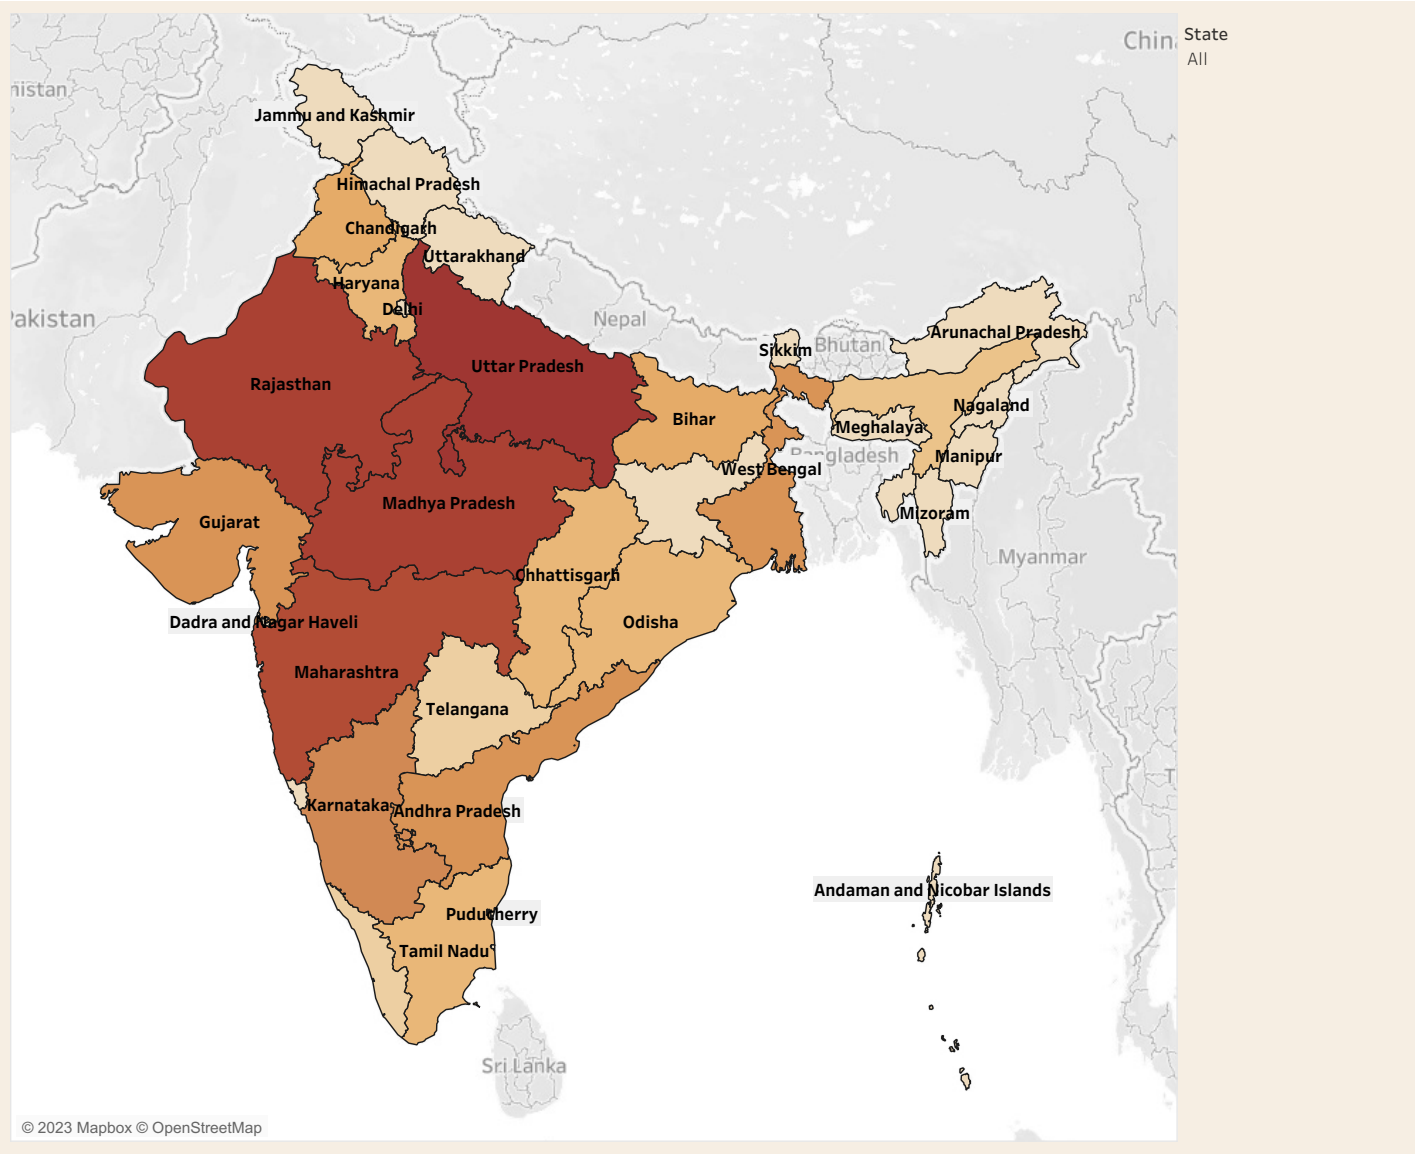 China
State
All
nistan
Jammu and Kashmir
Himachal Pradesh
Chandigarh
Uttarakhand
Haryana
Delhi
Pakistan
Nepal
Sikkim
Bhutan
Arunachal Pradesh
Uttar Pradesh
Rajasthan
Bihar
Nagaland
Meghalaya
Manipur
Bangladesh
West Bengal
Madhya Pradesh
Mizoram
Gujarat
Myanmar
Chhattisgarh
Dadra and Nagar Haveli
Odisha
Maharashtra
Telangana
T
Karnataka
Andhra Pradesh
Andaman and Nicobar Islands
Puducherry
Tamil Nadu
Sri Lanka
© 2023 Mapbox © OpenStreetMap